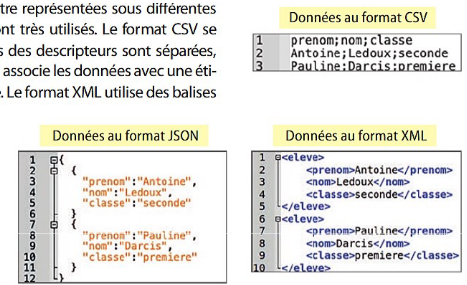 tre représentées sous différentes
nt très utilisés. Le format CSV se
s des descripteurs sont séparées,
associe les données avec une éti-
. Le format XML utilise des balises
Données au format CSV
1 prenom;nom;classe
2 Antoine;Ledoux;seconde
3 Pauline;Darcis;premiere
Données au format JSON
1 {
2 {
3 "prenom":"Antoine",
4 "nom":"Ledoux",
5 "classe":"seconde"
6 }
7 {
8 "prenom":"Pauline",
9 "nom":"Darcis",
10 "classe":"premiere"
11 }
12 }
Données au format XML
1 <eleve>
2 <prenom>Antoine</prenom>
3 <nom>Ledoux</nom>
4 <classe>seconde</classe>
5 </eleve>
6 <eleve>
7 <prenom>Pauline</prenom>
8 <nom>Darcis</nom>
9 <classe>premiere</classe>
10 </eleve>